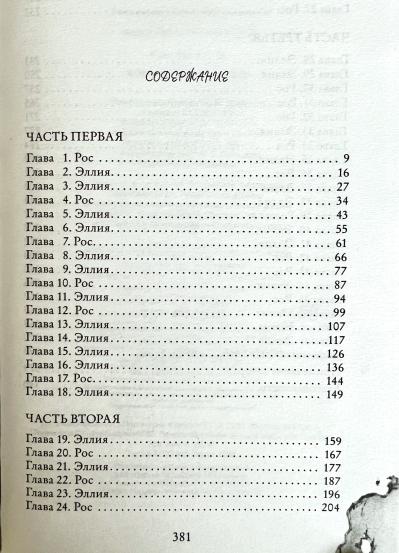 СОДЕРЖАНИЕ
ЧАСТЬ ПЕРВАЯ
Глава 1. Рос 9
Глава 2. Эллия 16
Глава 3. Эллия 27
Глава 4. Рос 34
Глава 5. Эллия 43
Глава 6. Эллия 55
Глава 7. Рос 61
Глава 8. Эллия 66
Глава 9. Эллия 77
Глава 10. Рос 87
Глава 11. Эллия 94
Глава 12. Рос 99
Глава 13. Эллия 107
Глава 14. Эллия 117
Глава 15. Эллия 126
Глава 16. Эллия 136
Глава 17. Рос 144
Глава 18. Эллия 149
ЧАСТЬ ВТОРАЯ
Глава 19. Эллия 159
Глава 20. Рос 167
Глава 21. Эллия 177
Глава 22. Рос 187
Глава 23. Эллия 196
Глава 24. Рос 204
381